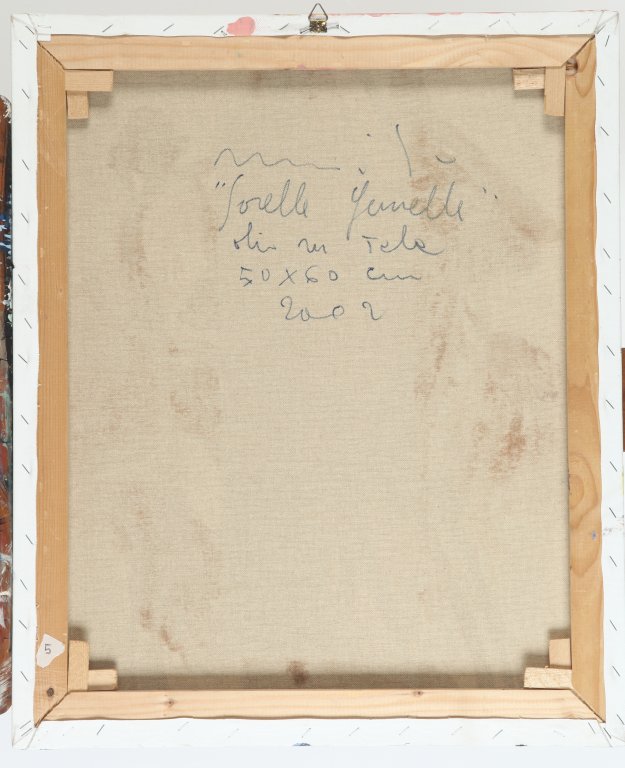 "Sorelle Gemelle"
olio su tela
50x60 cm
2002
5